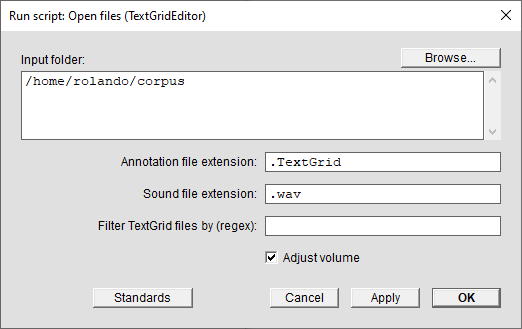 Run script: Open files (TextGridEditor)
Input folder:
Browse...
/home/rolando/corpus
Annotation file extension: .TextGrid
Sound file extension: .wav
Filter TextGrid files by (regex):
Adjust volume
Standards Cancel Apply OK